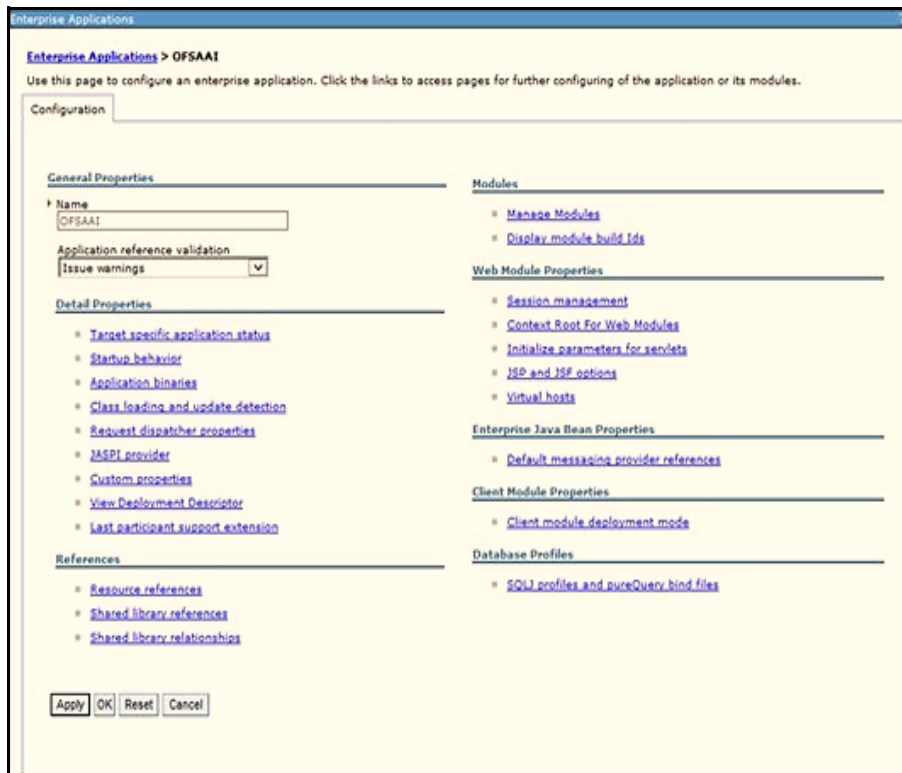 Enterprise Applications
Enterprise Applications > OFSAAI
Use this page to configure an enterprise application. Click the links to access pages for further configuring of the application or its modules.
Configuration
General Properties
Name
OFSAAI
Application reference validation
Issue warnings
Detail Properties
Target specific application status
Startup behavior
Application binaries
Class loading and update detection
Request dispatcher properties
JASPI provider
Custom properties
View Deployment Descriptor
Last participant support extension
References
Resource references
Shared library references
Shared library relationships
Modules
Manage Modules
Display module build Ids
Web Module Properties
Session management
Context Root For Web Modules
Initialize parameters for servlets
JSP and JSF options
Virtual hosts
Enterprise Java Bean Properties
Default messaging provider references
Client Module Properties
Client module deployment mode
Database Profiles
SQLJ profiles and pureQuery bind files
Apply OK Reset Cancel